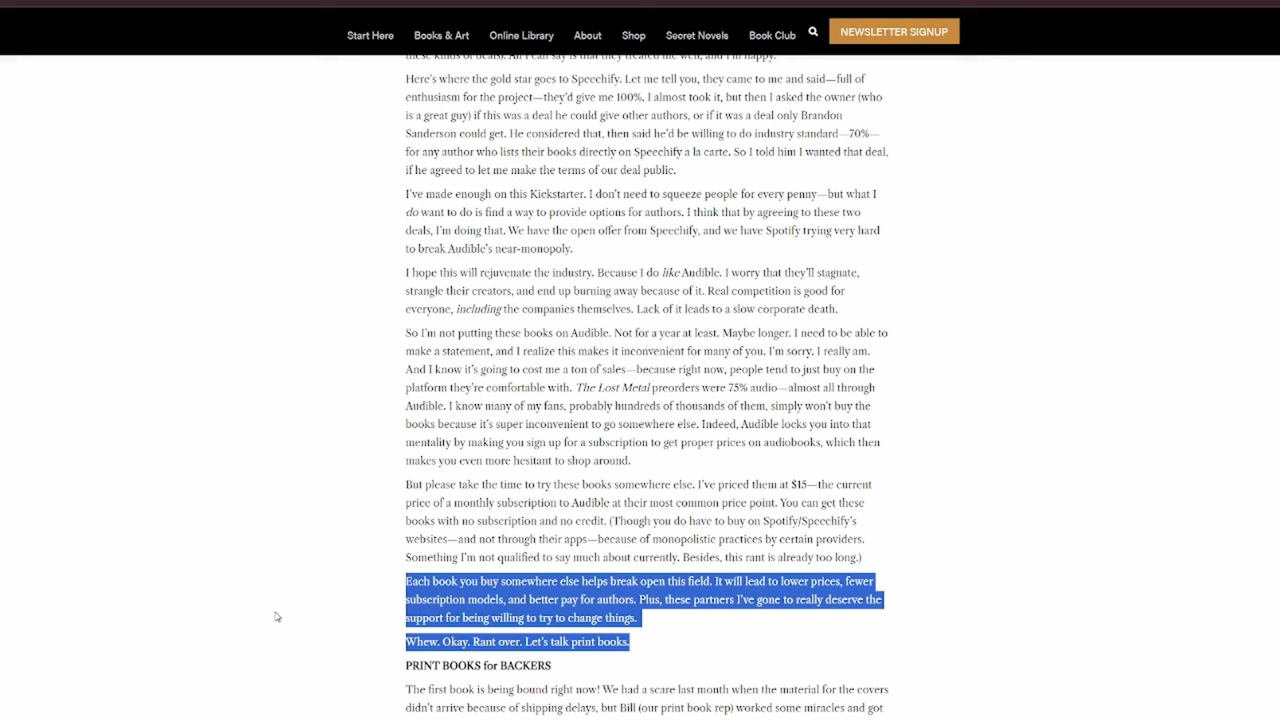 Start Here Books & Art Online Library About Shop Secret Novels Book Club NEWSLETTER SIGNUP
these kinds of deals). All I can say is that they treated me well, and I'm happy.
Here's where the gold star goes to Speechify. Let me tell you, they came to me and said—full of
enthusiasm for the project—they'd give me 100%. I almost took it, but then I asked the owner (who
is a great guy) if this was a deal he could give other authors, or if it was a deal only Brandon
Sanderson could get. He considered that, then said he'd be willing to do industry standard—70%—
for any author who lists their books directly on Speechify a la carte. So I told him I wanted that deal,
if he agreed to let me make the terms of our deal public.
I've made enough on this Kickstarter. I don't need to squeeze people for every penny—but what I
do want to do is find a way to provide options for authors. I think that by agreeing to these two
deals, I'm doing that. We have the open offer from Speechify, and we have Spotify trying very hard
to break Audible's near-monopoly.
I hope this will rejuvenate the industry. Because I do like Audible. I worry that they'll stagnate,
strangle their creators, and end up burning away because of it. Real competition is good for
everyone, including the companies themselves. Lack of it leads to a slow corporate death.
So I'm not putting these books on Audible. Not for a year at least. Maybe longer. I need to be able to
make a statement, and I realize this makes it inconvenient for many of you. I'm sorry. I really am.
And I know it's going to cost me a ton of sales—because right now, people tend to just buy on the
platform they're comfortable with. The Lost Metal preorders were 75% audio—almost all through
Audible. I know many of my fans, probably hundreds of thousands of them, simply won't buy the
books because it's super inconvenient to go somewhere else. Indeed, Audible locks you into that
mentality by making you sign up for a subscription to get proper prices on audiobooks, which then
makes you even more hesitant to shop around.
But please take the time to try these books somewhere else. I've priced them at $15—the current
price of a monthly subscription to Audible at their most common price point. You can get these
books with no subscription and no credit. (Though you do have to buy on Spotify/Speechify's
websites—and not through their apps—because of monopolistic practices by certain providers.
Something I'm not qualified to say much about currently. Besides, this rant is already too long.)
Each book you buy somewhere else helps break open this field. It will lead to lower prices, fewer
subscription models, and better pay for authors. Plus, these partners I've gone to really deserve the
support for being willing to try to change things.
Whew. Okay. Rant over. Let's talk print books.
PRINT BOOKS for BACKERS
The first book is being bound right now! We had a scare last month when the material for the covers
didn't arrive because of shipping delays, but Bill (our print book rep) worked some miracles and got